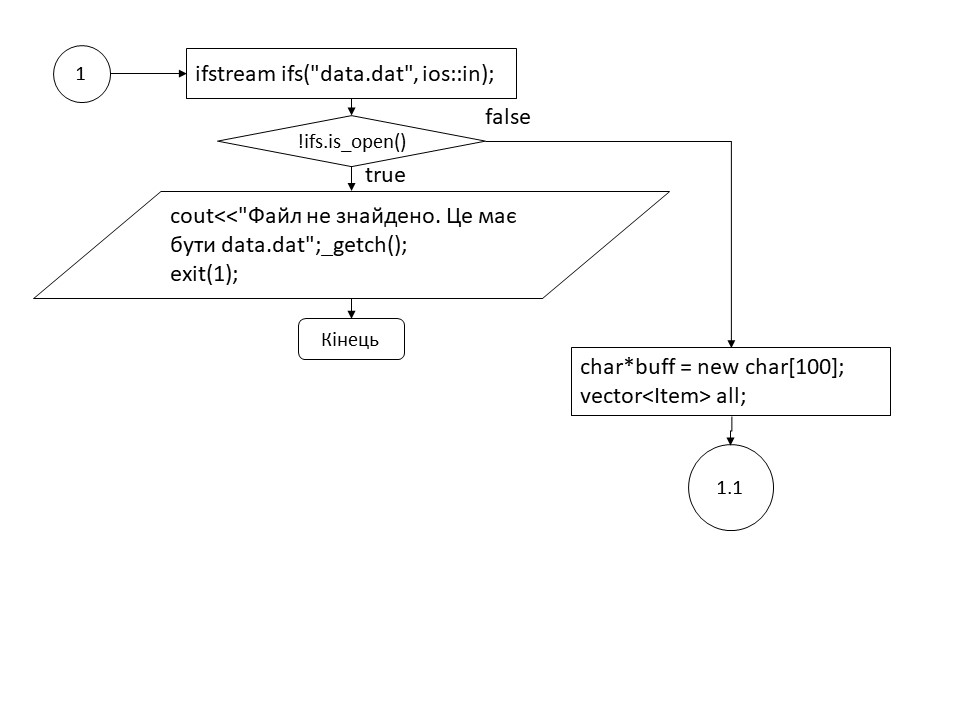 1
ifstream ifs("data.dat", ios::in);
false
!ifs.is_open()
true
cout<<"Файл не знайдено. Це має
бути data.dat";_getch();
exit(1);
Кінець
char*buff = new char[100];
vector<Item> all;
1.1